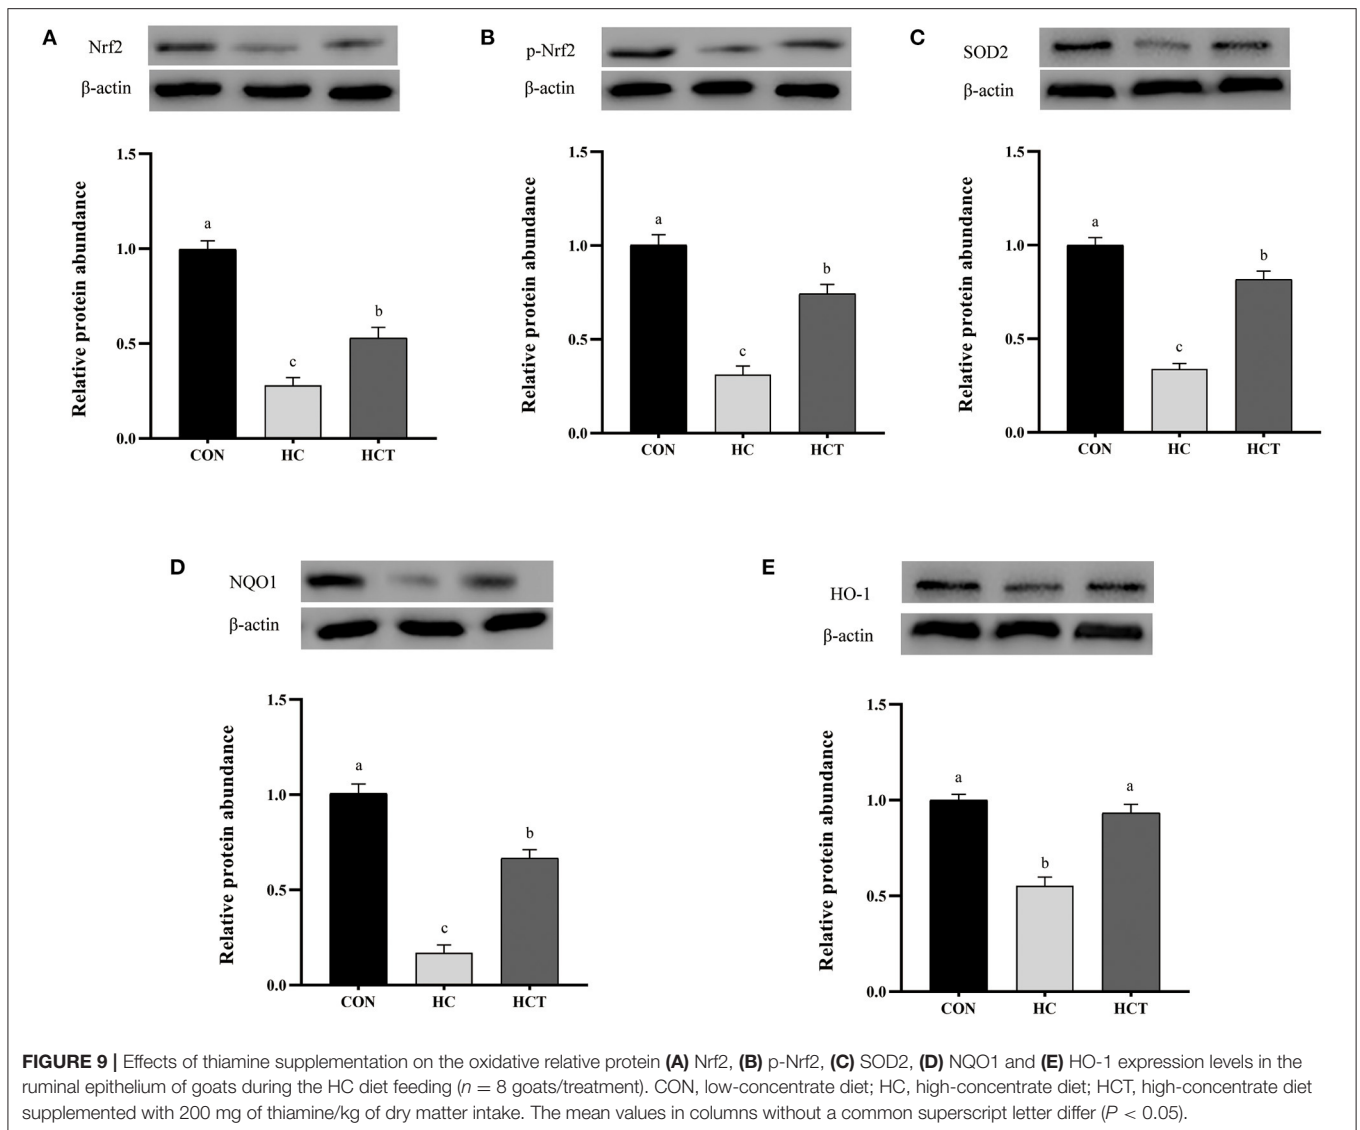 A
Nrf2
β-actin
1.5
1.0
0.5
0.0
Relative protein abundance
a
c
b
CON HC HCT
B
p-Nrf2
β-actin
1.5
1.0
0.5
0.0
Relative protein abundance
a
c
b
CON HC HCT
C
SOD2
β-actin
1.5
1.0
0.5
0.0
Relative protein abundance
a
c
b
CON HC HCT
D
NQO1
β-actin
1.5
1.0
0.5
0.0
Relative protein abundance
a
c
b
CON HC HCT
E
HO-1
β-actin
1.5
1.0
0.5
0.0
Relative protein abundance
a
b
a
CON HC HCT
FIGURE 9 | Effects of thiamine supplementation on the oxidative relative protein (A) Nrf2, (B) p-Nrf2, (C) SOD2, (D) NQO1 and (E) HO-1 expression levels in the
ruminal epithelium of goats during the HC diet feeding (n = 8 goats/treatment). CON, low-concentrate diet; HC, high-concentrate diet; HCT, high-concentrate diet
supplemented with 200 mg of thiamine/kg of dry matter intake. The mean values in columns without a common superscript letter differ (P < 0.05).